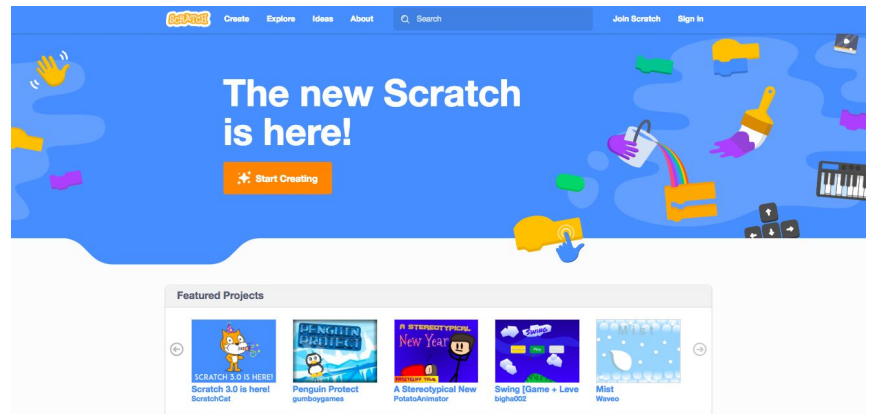 SCRATCH Create Explore Ideas About Search Join Scratch Sign in
The new Scratch
is here!
Start Creating
Featured Projects
SCRATCH 3.0 IS HERE!
PENGUIN
PROTECT
A STEREOTYPICAL
New Year
SWING
MIST
Scratch 3.0 is here! Penguin Protect A Stereotypical New Swing [Game + Leve Mist
ScratchCat gumboygames PotatoAnimator bigha002 Waveo